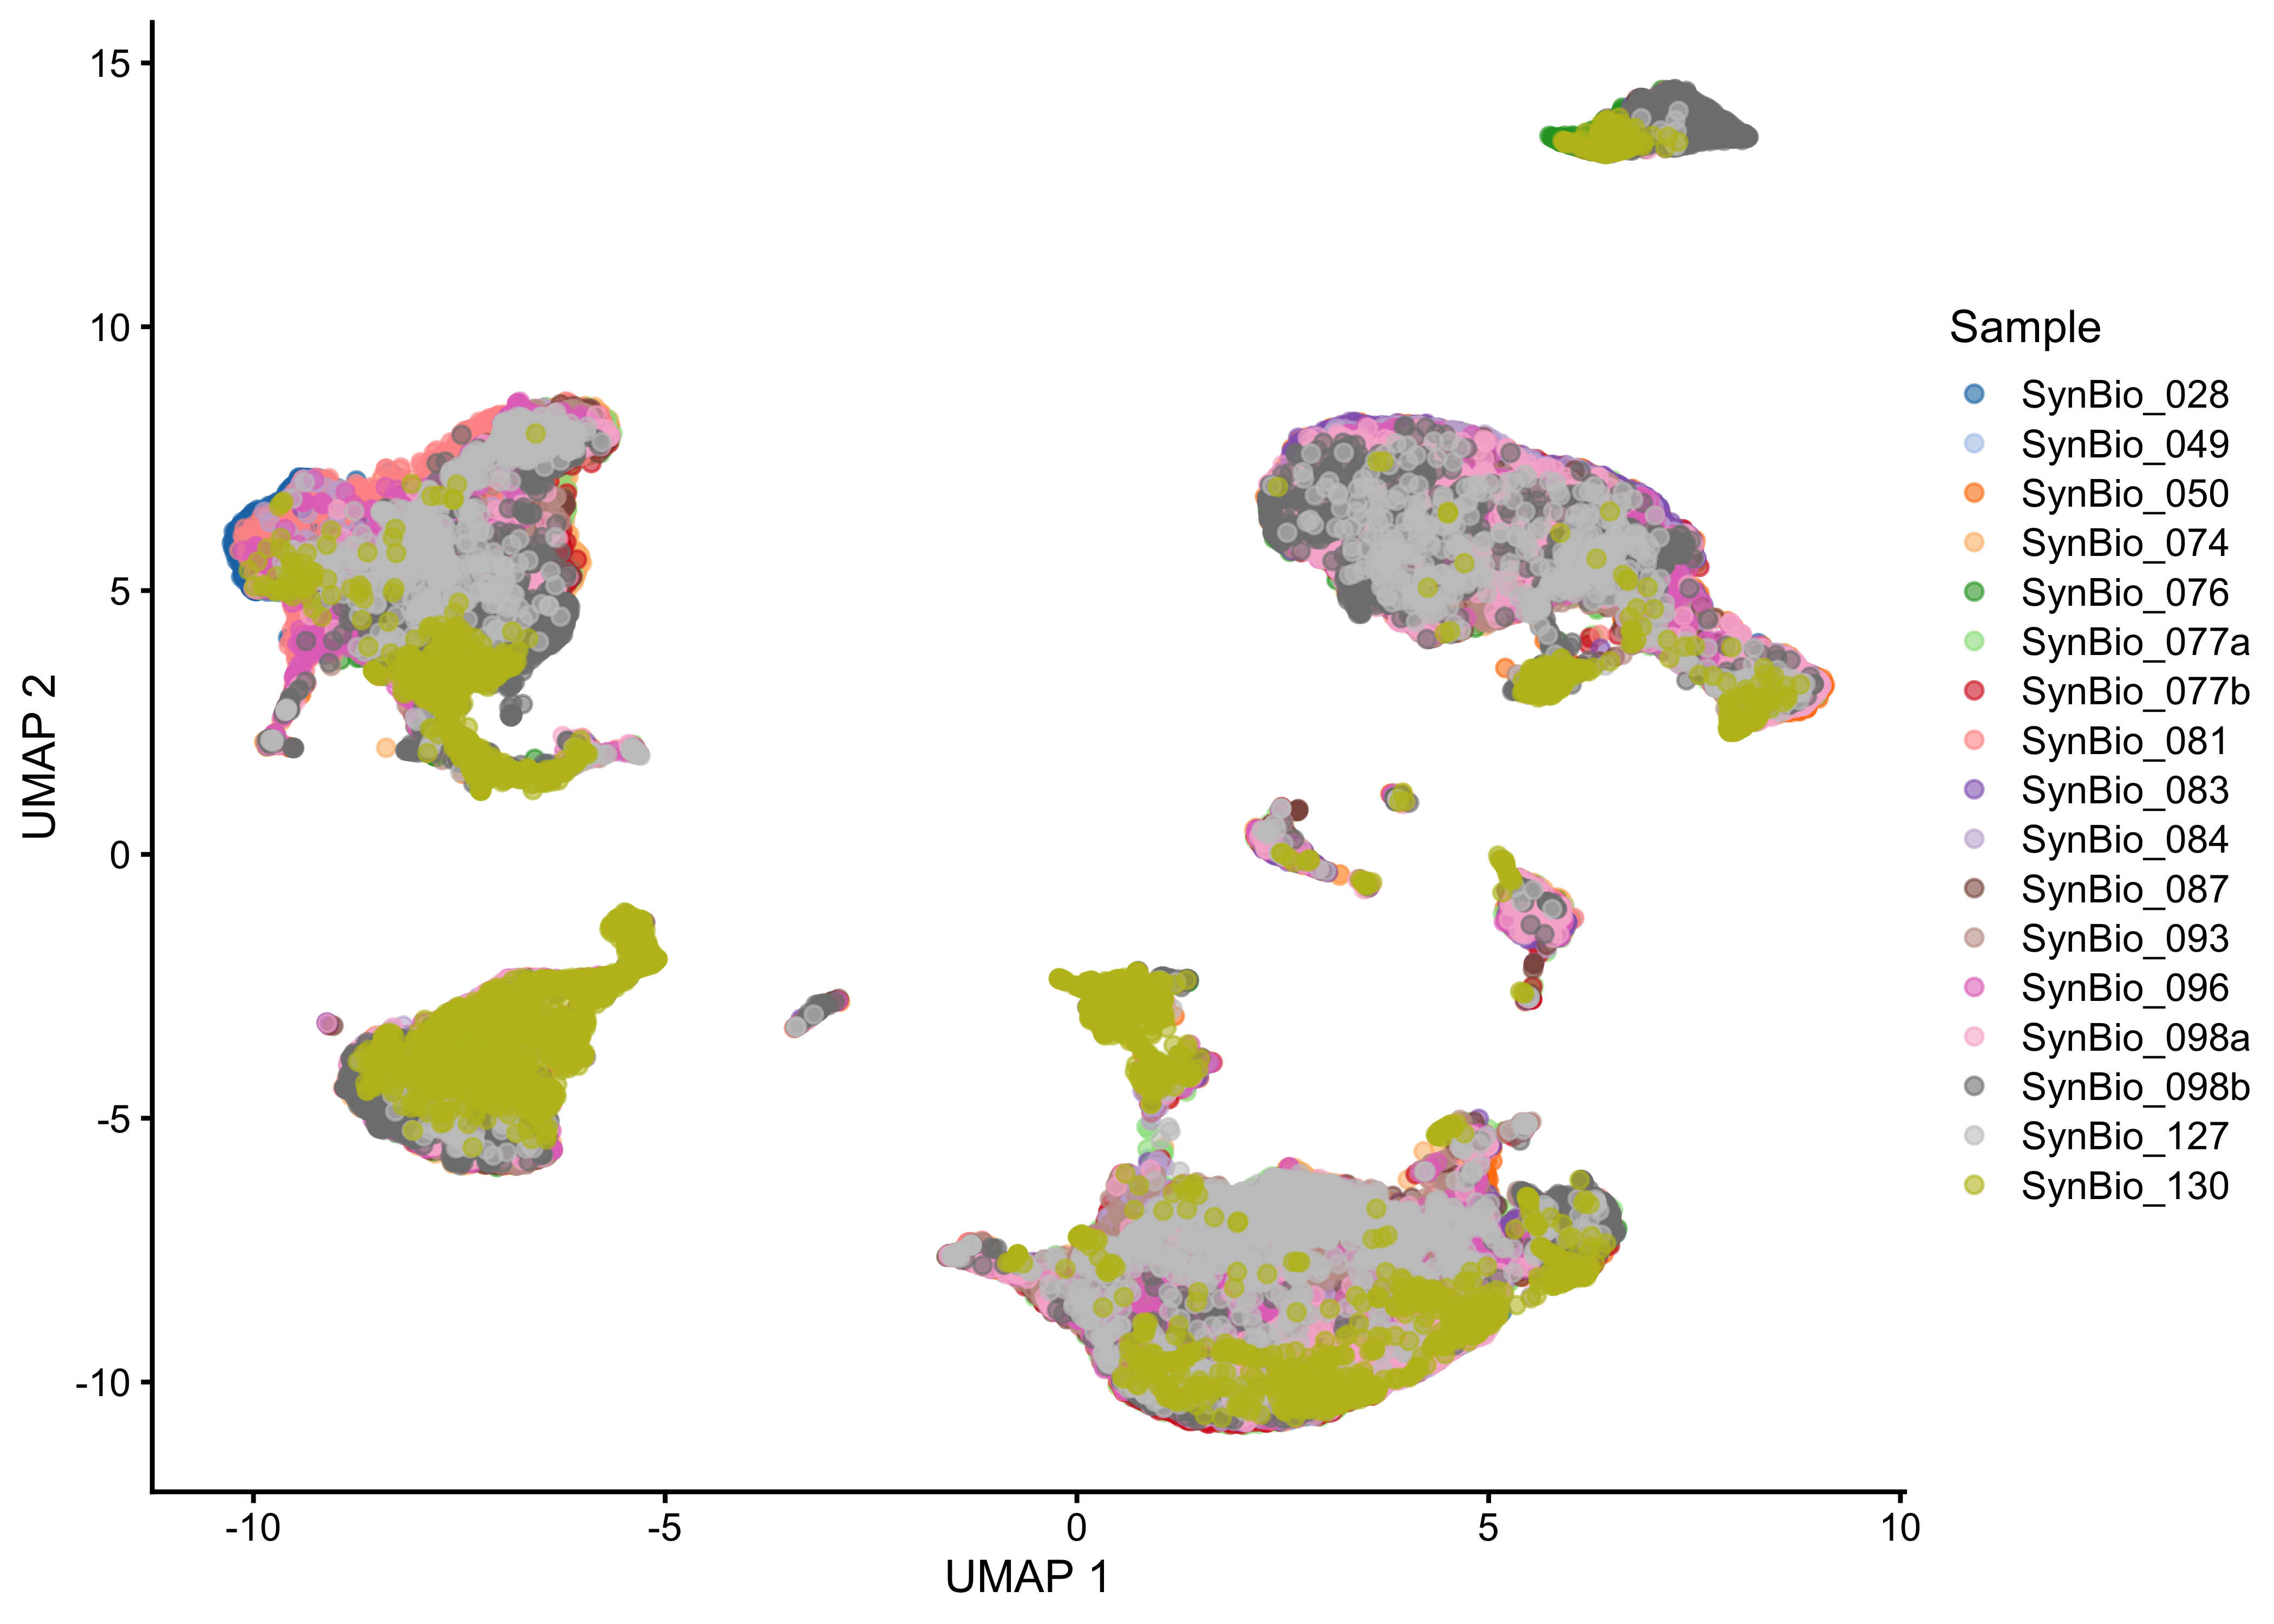 15
10
5
0
-5
-10
UMAP 2
-10
-5
0
5
10
UMAP 1
Sample
SynBio_028
SynBio_049
SynBio_050
SynBio_074
SynBio_076
SynBio_077a
SynBio_077b
SynBio_081
SynBio_083
SynBio_084
SynBio_087
SynBio_093
SynBio_096
SynBio_098a
SynBio_098b
SynBio_127
SynBio_130